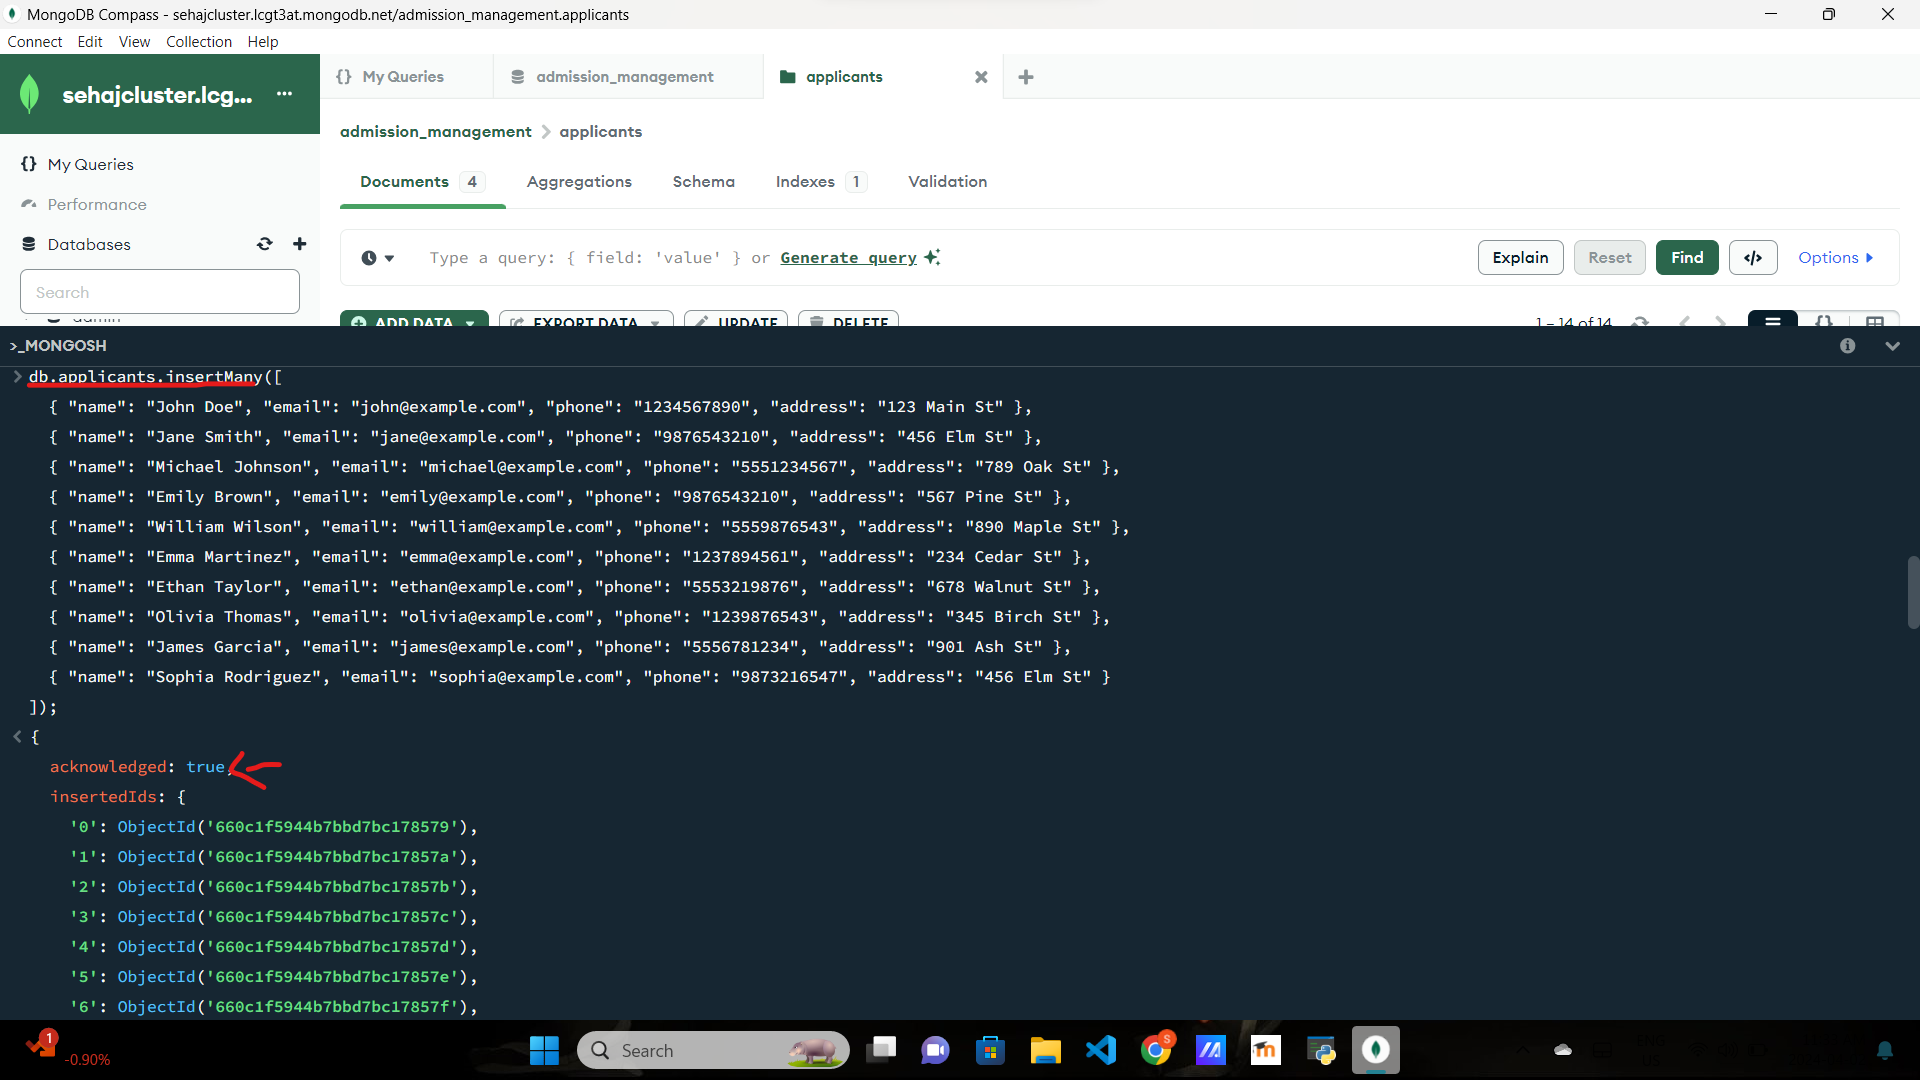 MongoDB Compass - sehajcluster.lcgt3at.mongodb.net/admission_management.applicants
Connect Edit View Collection Help
sehajcluster.lcg... ...
{} My Queries
admission_management
applicants
My Queries
Performance
Databases
Search
admin
admission_management > applicants
Documents 4 Aggregations Schema Indexes 1 Validation
Type a query: { field: 'value' } or Generate query
Explain Reset Find </> Options
ADD DATA EXPORT DATA UPDATE DELETE 1 – 14 of 14
>_MONGOSH
> db.applicants.insertMany([
{ "name": "John Doe", "email": "john@example.com", "phone": "1234567890", "address": "123 Main St" },
{ "name": "Jane Smith", "email": "jane@example.com", "phone": "9876543210", "address": "456 Elm St" },
{ "name": "Michael Johnson", "email": "michael@example.com", "phone": "5551234567", "address": "789 Oak St" },
{ "name": "Emily Brown", "email": "emily@example.com", "phone": "9876543210", "address": "567 Pine St" },
{ "name": "William Wilson", "email": "william@example.com", "phone": "5559876543", "address": "890 Maple St" },
{ "name": "Emma Martinez", "email": "emma@example.com", "phone": "1237894561", "address": "234 Cedar St" },
{ "name": "Ethan Taylor", "email": "ethan@example.com", "phone": "5553219876", "address": "678 Walnut St" },
{ "name": "Olivia Thomas", "email": "olivia@example.com", "phone": "1239876543", "address": "345 Birch St" },
{ "name": "James Garcia", "email": "james@example.com", "phone": "5556781234", "address": "901 Ash St" },
{ "name": "Sophia Rodriguez", "email": "sophia@example.com", "phone": "9873216547", "address": "456 Elm St" }
]);
< {
acknowledged: true,
insertedIds: {
'0': ObjectId('660c1f5944b7bbd7bc178579'),
'1': ObjectId('660c1f5944b7bbd7bc17857a'),
'2': ObjectId('660c1f5944b7bbd7bc17857b'),
'3': ObjectId('660c1f5944b7bbd7bc17857c'),
'4': ObjectId('660c1f5944b7bbd7bc17857d'),
'5': ObjectId('660c1f5944b7bbd7bc17857e'),
'6': ObjectId('660c1f5944b7bbd7bc17857f'),
1
-0.90%
Search
S